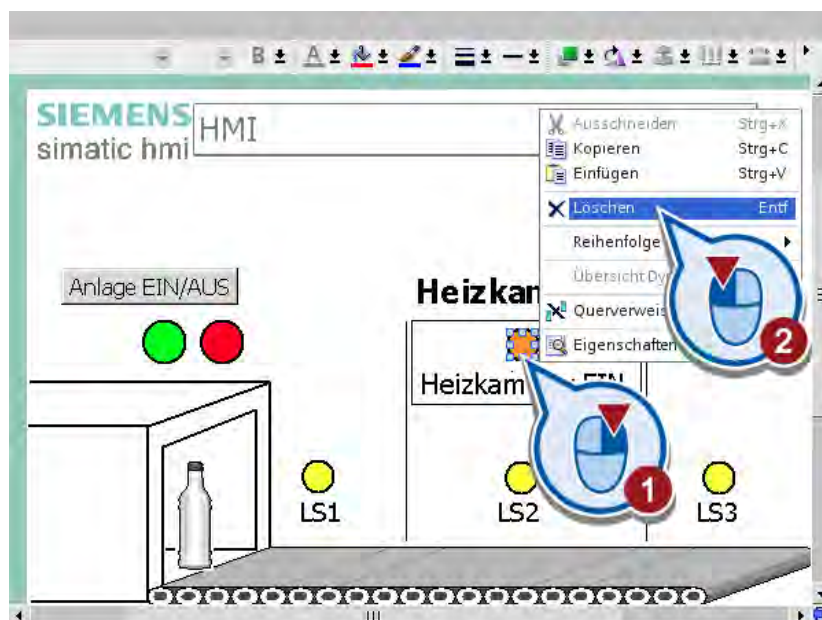 B A
SIEMENS
simatic hmi
HMI
Ausschneiden Strg+X
Kopieren Strg+C
Einfügen Strg+V
Löschen Entf
Reihenfolge
Übersicht Dy
Querverweis
Eigenschaften
Anlage EIN/AUS
Heizkam
Heizkam EIN
LS1
LS2
LS3
1
2